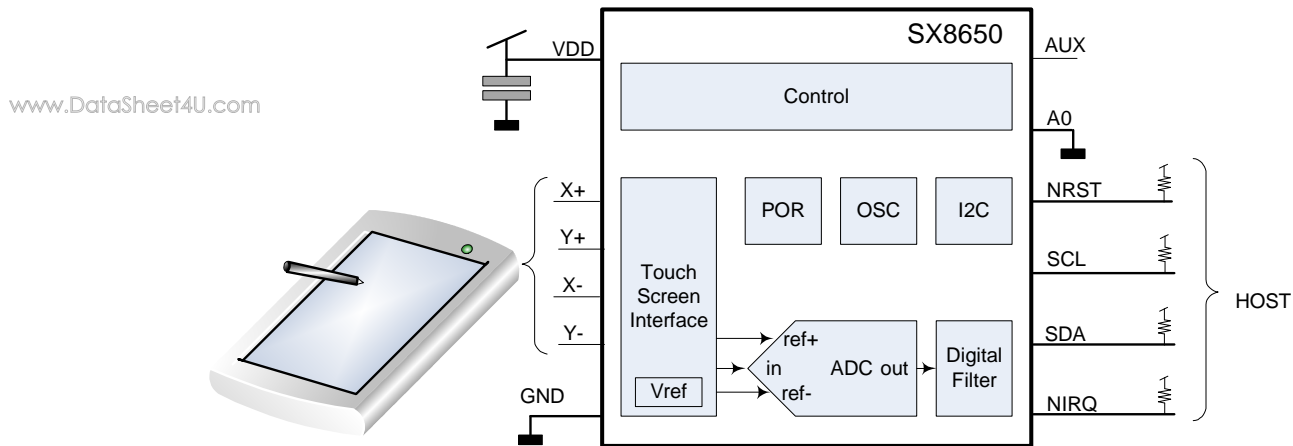 SX8650
VDD
AUX
www.DataSheet4U.com
Control
A0
X+
Y+
X-
Y-
POR
OSC
I2C
NRST
SCL
Touch
Screen
Interface
HOST
ref+
in
ref-
ADC out
Digital
Filter
SDA
Vref
GND
NIRQ